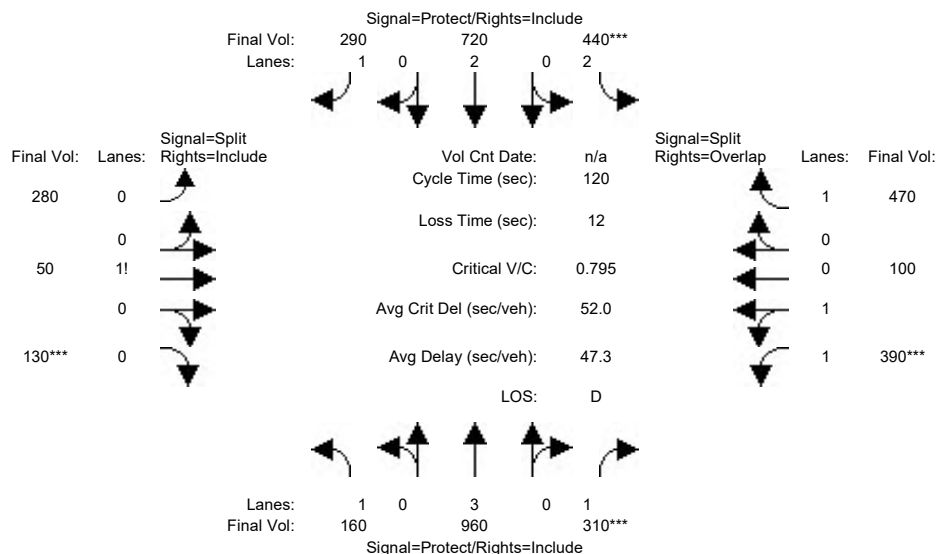 Signal=Protect/Rights=Include
Final Vol: 290 720 440***
Lanes: 1 0 2 0 2
Signal=Split
Final Vol: Lanes: Rights=Include
Vol Cnt Date: n/a
Signal=Split
Rights=Overlap Lanes: Final Vol:
Cycle Time (sec): 120
280 0
1 470
Loss Time (sec): 12
0
0
50 1!
Critical V/C: 0.795
0 100
0
Avg Crit Del (sec/veh): 52.0
1
130*** 0
Avg Delay (sec/veh): 47.3
1 390***
LOS: D
Lanes: 1 0 3 0 1
Final Vol: 160 960 310***
Signal=Protect/Rights=Include